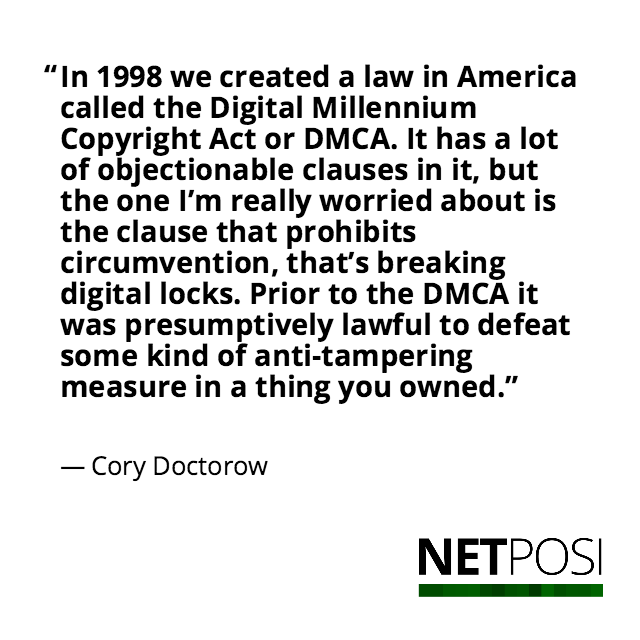 “In 1998 we created a law in America
called the Digital Millennium
Copyright Act or DMCA. It has a lot
of objectionable clauses in it, but
the one I’m really worried about is
the clause that prohibits
circumvention, that’s breaking
digital locks. Prior to the DMCA it
was presumptively lawful to defeat
some kind of anti-tampering
measure in a thing you owned.”
— Cory Doctorow
NETPOSI